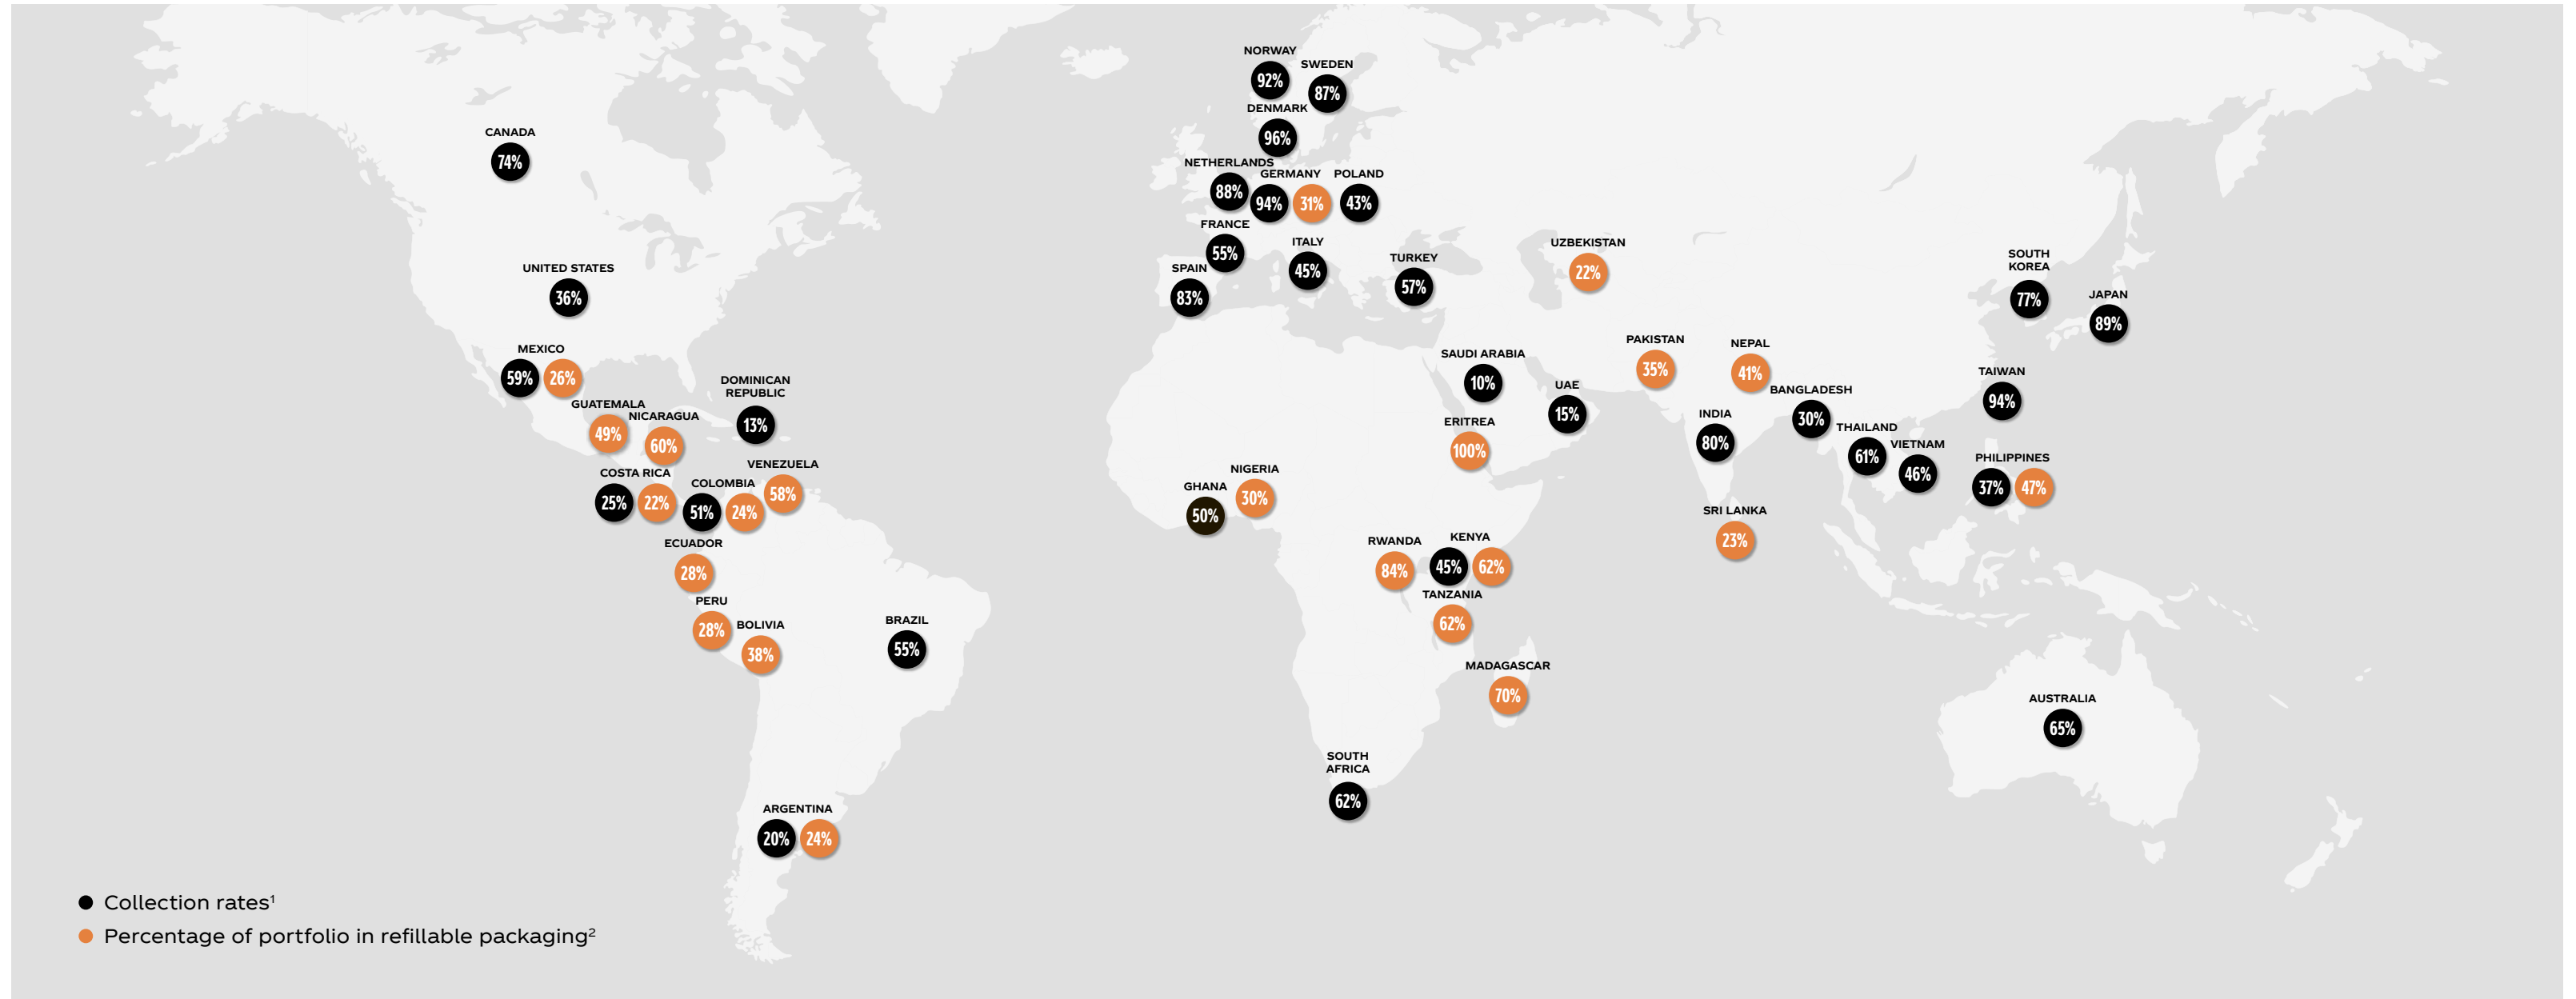 NORWAY
92%
SWEDEN
87%
DENMARK
96%
CANADA
74%
NETHERLANDS
88%
GERMANY
94% 31%
POLAND
43%
FRANCE
55%
ITALY
45%
SPAIN
83%
TURKEY
57%
UZBEKISTAN
22%
UNITED STATES
36%
SOUTH
KOREA
77%
JAPAN
89%
MEXICO
59% 26%
DOMINICAN
REPUBLIC
13%
GUATEMALA
49%
NICARAGUA
60%
SAUDI ARABIA
10%
UAE
15%
PAKISTAN
35%
NEPAL
41%
BANGLADESH
30%
TAIWAN
94%
INDIA
80%
THAILAND
61%
VIETNAM
46%
PHILIPPINES
37% 47%
ERITREA
100%
COSTA RICA
25% 22%
COLOMBIA
51% 24%
VENEZUELA
58%
GHANA
50%
NIGERIA
30%
SRI LANKA
23%
ECUADOR
28%
RWANDA
84%
KENYA
45% 62%
TANZANIA
62%
PERU
28%
BOLIVIA
38%
BRAZIL
55%
MADAGASCAR
70%
AUSTRALIA
65%
SOUTH
AFRICA
62%
ARGENTINA
20% 24%
Collection rates¹
Percentage of portfolio in refillable packaging²